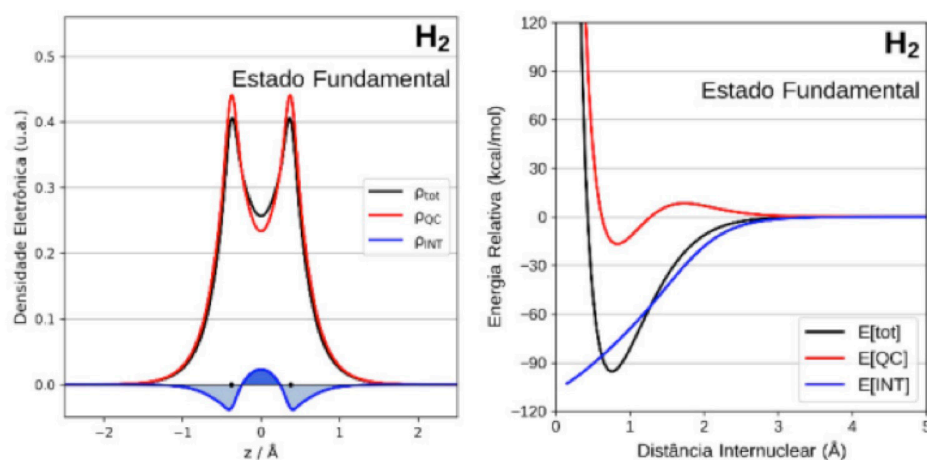 H₂
Estado Fundamental
Densidade Eletrônica (u.a.)
0.5
0.4
0.3
0.2
0.1
0.0
ρtot
ρQC
ρINT
−2
−1
0
1
2
z / Å
H₂
Estado Fundamental
Energia Relativa (kcal/mol)
120
90
60
30
0
−30
−60
−90
−120
E[tot]
E[QC]
E[INT]
0
1
2
3
4
5
Distância Internuclear (Å)